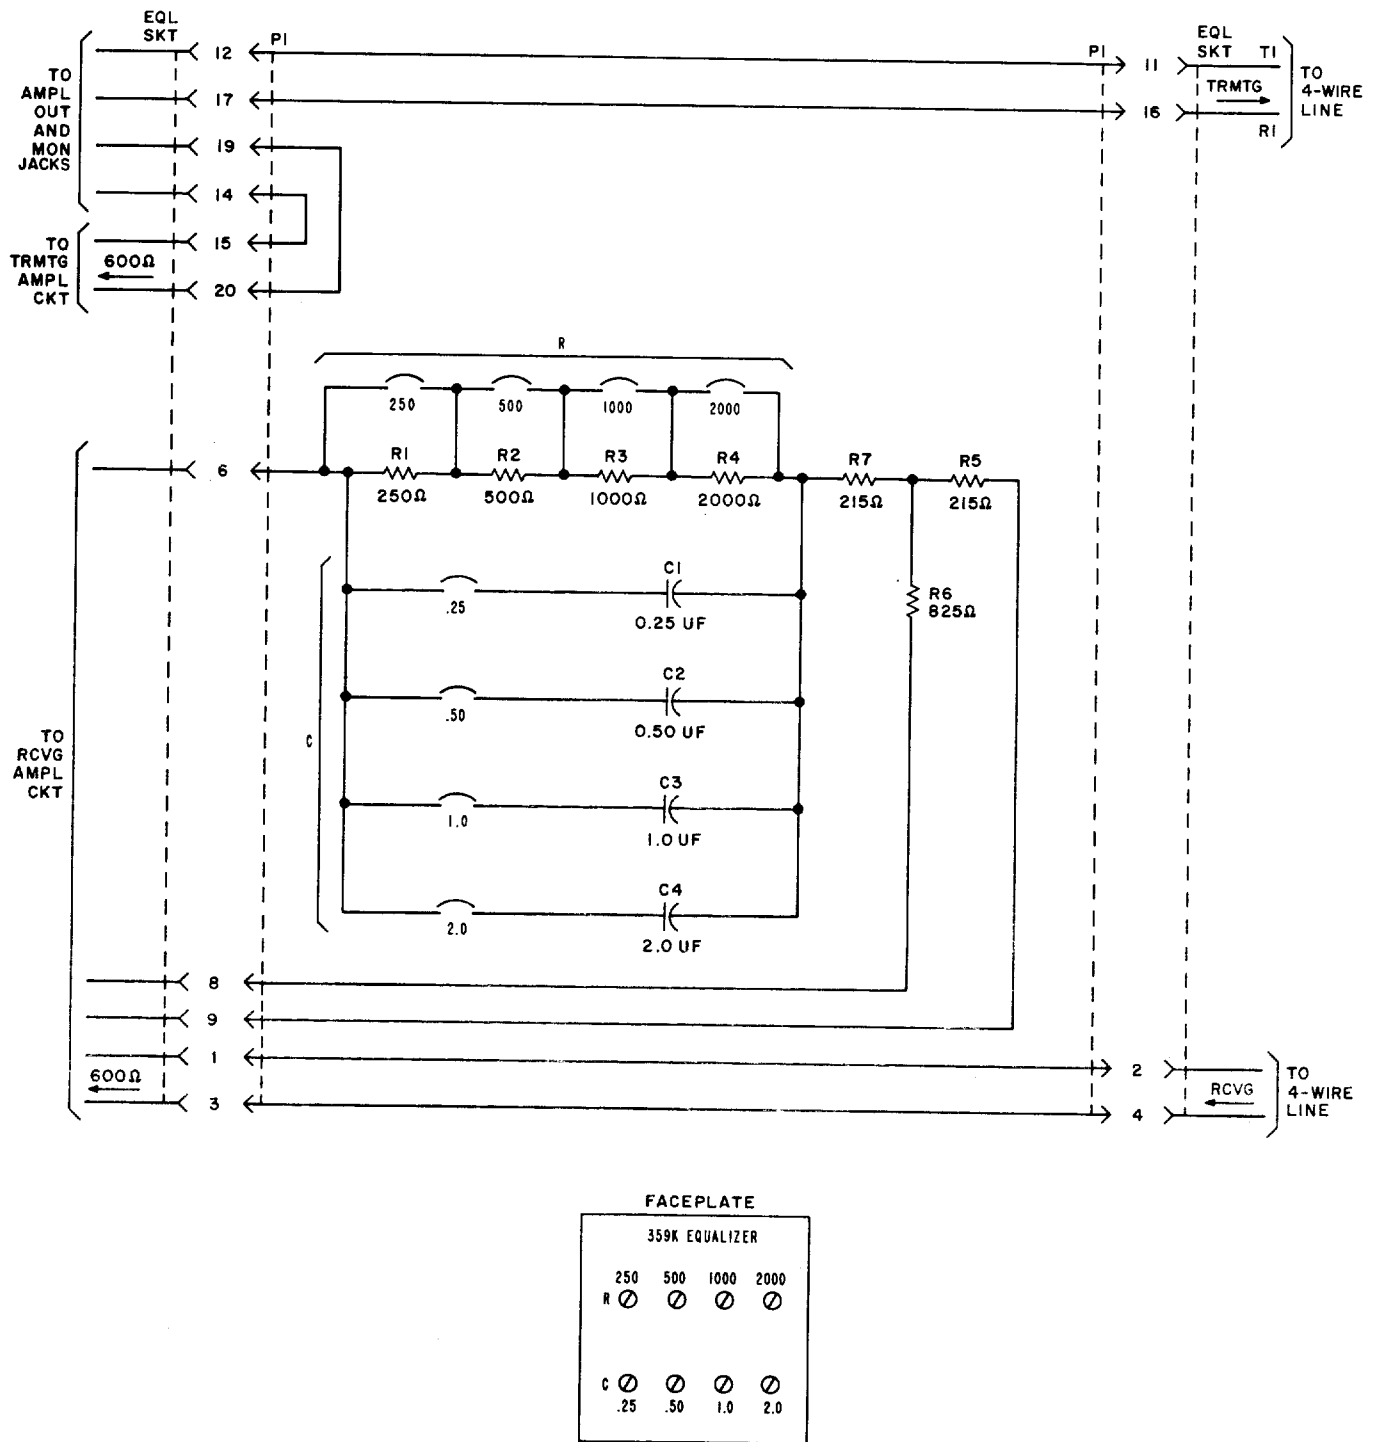 EQL
SKT
12
P1
P1
11
EQL
SKT
T1
TO
AMPL
OUT
AND
MON
JACKS
17
16
TRMTG
R1
TO
4-WIRE
LINE
19
14
15
20
TO
TRMTG
AMPL
CKT
600Ω
R
250
500
1000
2000
6
R1
250Ω
R2
500Ω
R3
1000Ω
R4
2000Ω
R7
215Ω
R5
215Ω
R6
825Ω
C
.25
C1
0.25 UF
.50
C2
0.50 UF
1.0
C3
1.0 UF
2.0
C4
2.0 UF
TO
RCVG
AMPL
CKT
8
9
1
2
600Ω
3
4
RCVG
TO
4-WIRE
LINE
FACEPLATE
359K EQUALIZER
250 500 1000 2000
R
C
.25 .50 1.0 2.0